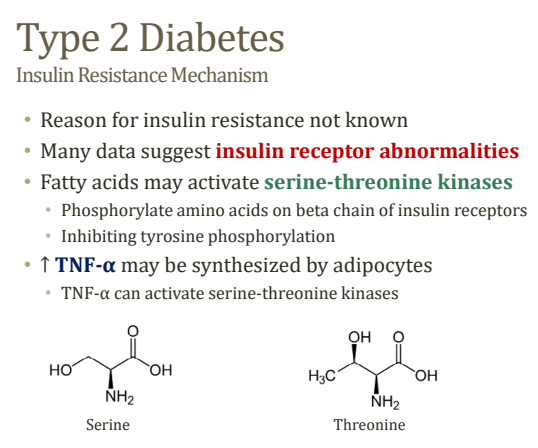 Type 2 Diabetes
Insulin Resistance Mechanism
• Reason for insulin resistance not known
• Many data suggest insulin receptor abnormalities
• Fatty acids may activate serine-threonine kinases
• Phosphorylate amino acids on beta chain of insulin receptors
• Inhibiting tyrosine phosphorylation
• ↑ TNF-α may be synthesized by adipocytes
• TNF-α can activate serine-threonine kinases
O
HO
OH
NH₂
Serine
OH
O
H₃C
OH
NH₂
Threonine